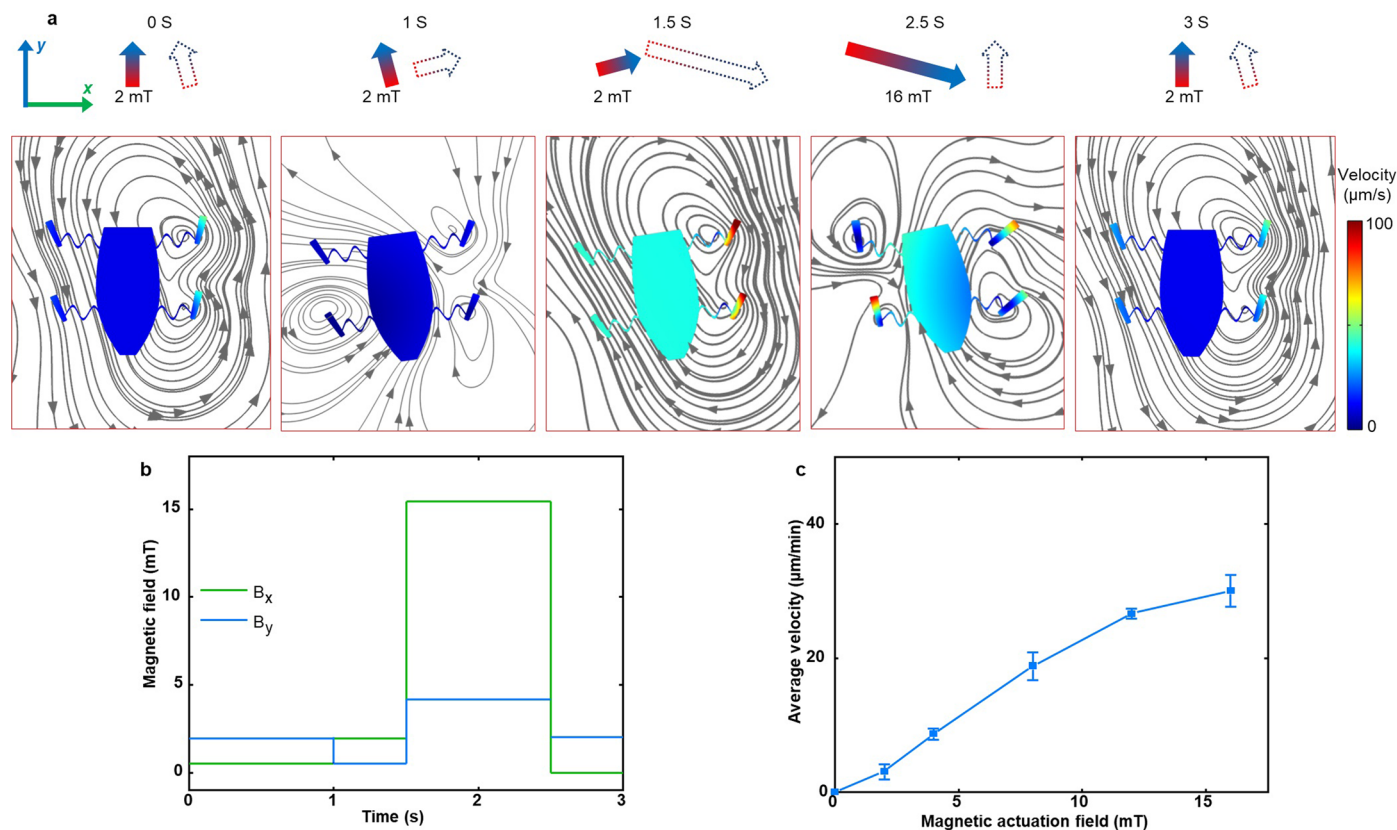 a
0 S
1 S
1.5 S
2.5 S
3 S
y
x
2 mT
2 mT
2 mT
16 mT
2 mT
Velocity
(μm/s)
100
0
b
Magnetic field (mT)
15
10
5
0
B_x
B_y
0
1
2
3
Time (s)
c
Average velocity (μm/min)
40
20
0
0
5
10
15
Magnetic actuation field (mT)